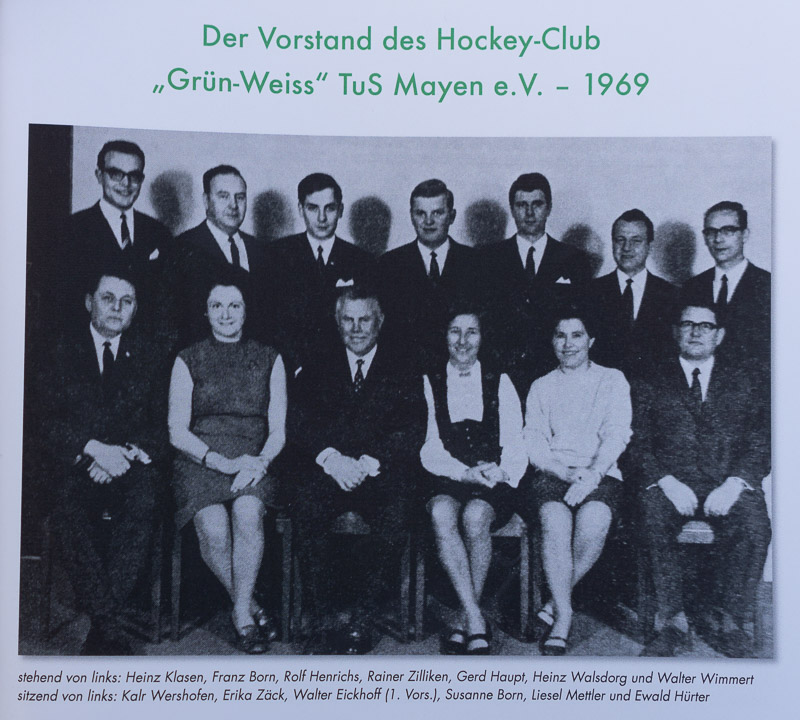 Der Vorstand des Hockey-Club
„Grün-Weiss“ TuS Mayen e.V. – 1969
stehend von links: Heinz Klasen, Franz Born, Rolf Henrichs, Rainer Zilliken, Gerd Haupt, Heinz Walsdorg und Walter Wimmert
sitzend von links: Kalr Wershofen, Erika Zäck, Walter Eickhoff (1. Vors.), Susanne Born, Liesel Mettler und Ewald Hürter